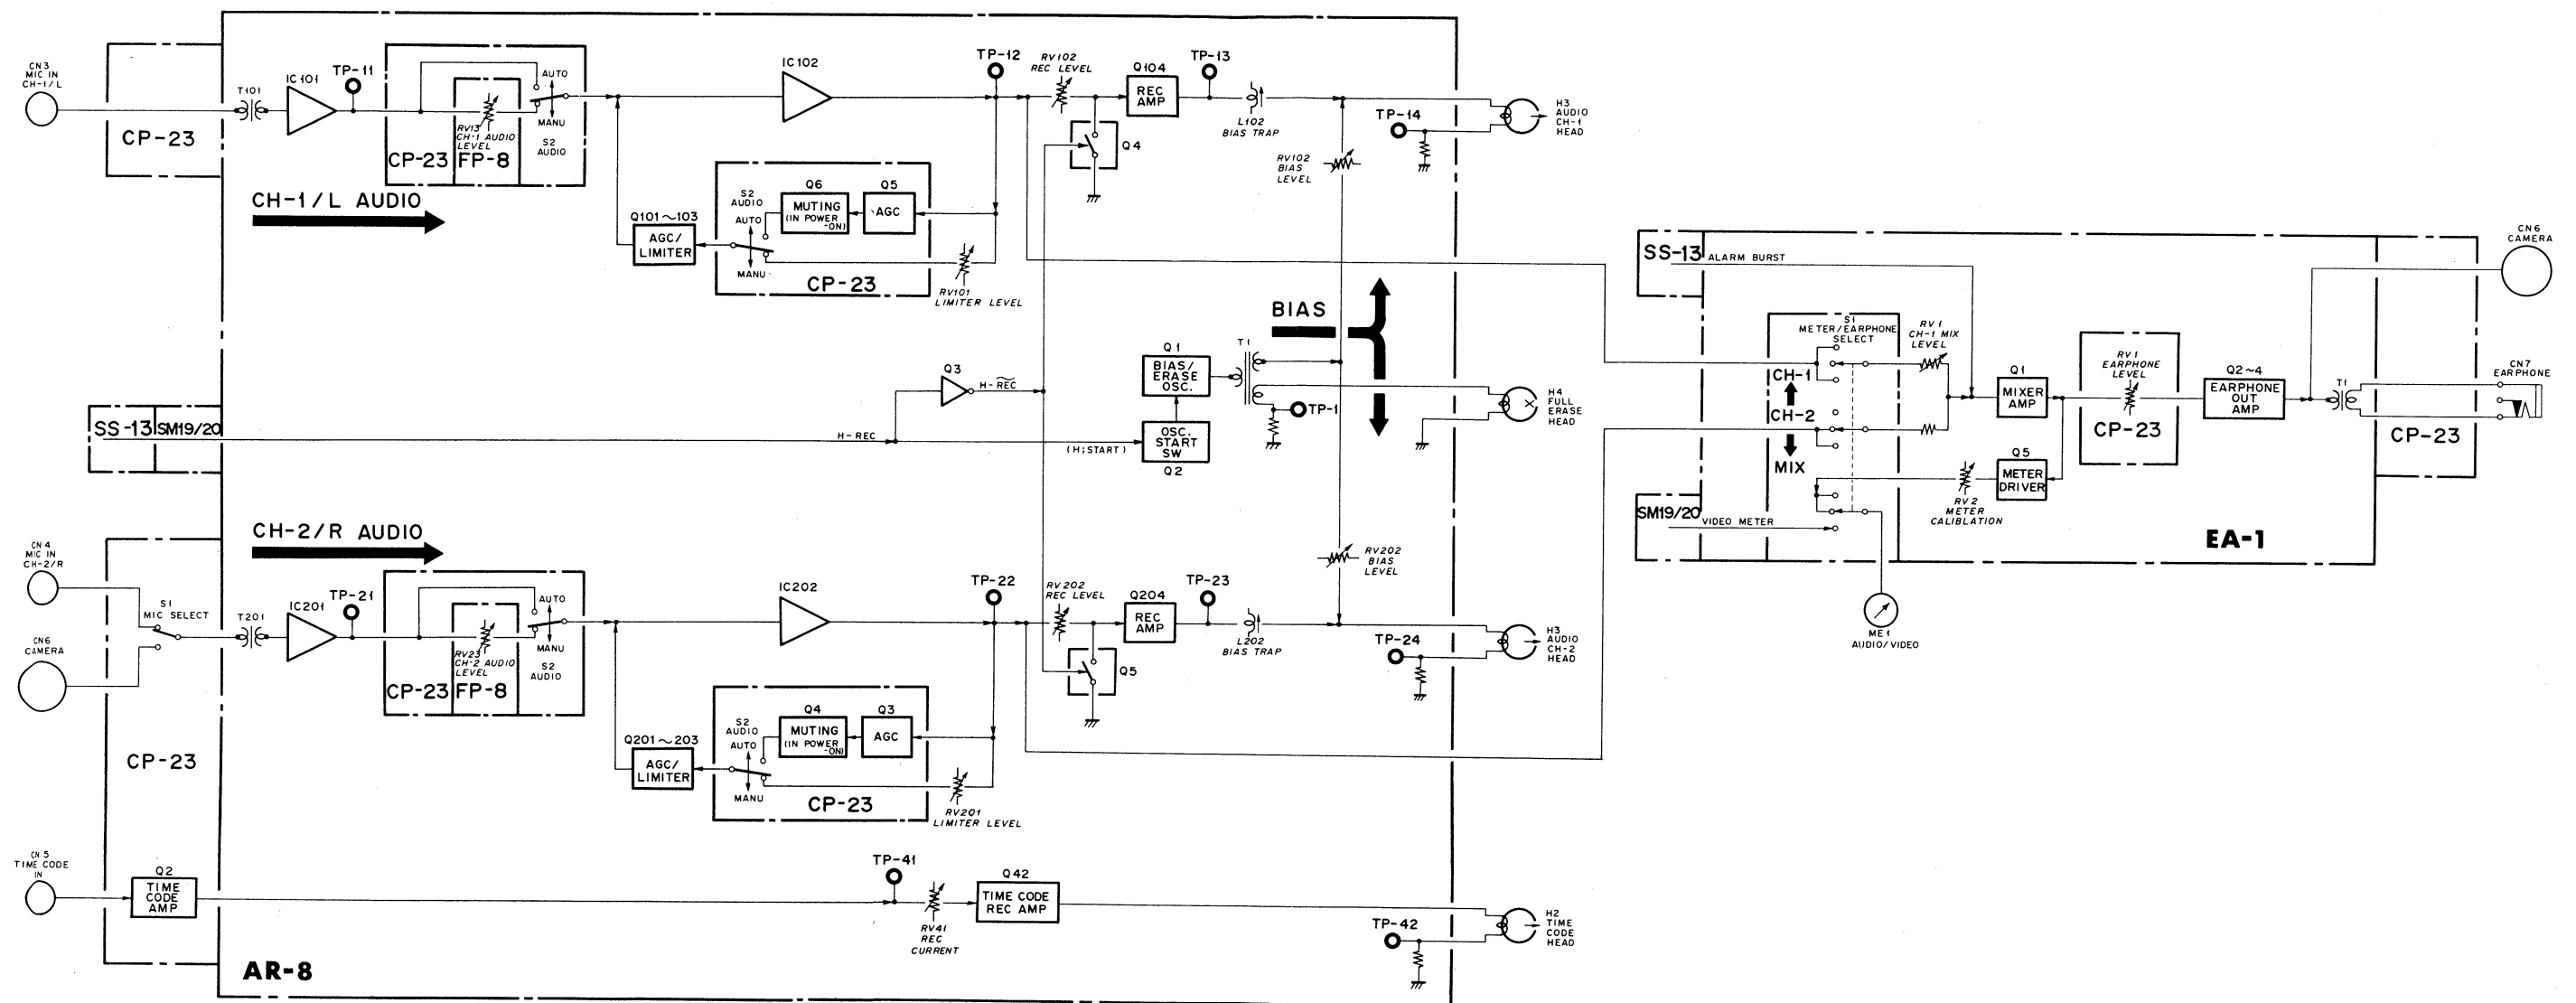 CN3
MIC IN
CH-1/L
CP-23
T101
IC101
TP-11
RV13
CH-1 AUDIO
LEVEL
CP-23
FP-8
AUTO
MANU
S2
AUDIO
CH-1/L AUDIO
IC102
TP-12
RV102
REC LEVEL
Q104
REC
AMP
TP-13
L102
BIAS TRAP
Q4
TP-14
RV102
BIAS
LEVEL
H3
AUDIO
CH-1
HEAD
Q101~103
AGC/
LIMITER
S2
AUDIO
AUTO
MANU
Q6
MUTING
(IN POWER
-ON)
Q5
AGC
CP-23
RV101
LIMITER LEVEL
BIAS
Q3
H-REC
Q1
BIAS/
ERASE
OSC.
T1
TP-1
H4
FULL
ERASE
HEAD
SS-13
SM19/20
H-REC
(H;START)
OSC.
START
SW
Q2
CH-2/R AUDIO
CN4
MIC IN
CH-2/R
S1
MIC SELECT
CN6
CAMERA
CP-23
T201
IC201
TP-21
RV23
CH-2 AUDIO
LEVEL
CP-23
FP-8
AUTO
MANU
S2
AUDIO
IC202
TP-22
RV202
REC LEVEL
Q204
REC
AMP
TP-23
L202
BIAS TRAP
Q5
RV202
BIAS
LEVEL
TP-24
H3
AUDIO
CH-2
HEAD
Q201~203
AGC/
LIMITER
S2
AUDIO
AUTO
MANU
Q4
MUTING
(IN POWER
-ON)
Q3
AGC
CP-23
RV201
LIMITER LEVEL
CN5
TIME CODE
IN
Q2
TIME
CODE
AMP
TP-41
RV41
REC
CURRENT
Q42
TIME CODE
REC AMP
TP-42
H2
TIME
CODE
HEAD
AR-8
SS-13
ALARM BURST
S1
METER/EARPHONE
SELECT
CH-1
CH-2
MIX
RV1
CH-1 MIX
LEVEL
Q1
MIXER
AMP
RV1
EARPHONE
LEVEL
CP-23
Q2~4
EARPHONE
OUT
AMP
T1
CN6
CAMERA
CN7
EARPHONE
CP-23
Q5
METER
DRIVER
RV2
METER
CALIBLATION
SM19/20
VIDEO METER
EA-1
ME1
AUDIO/VIDEO